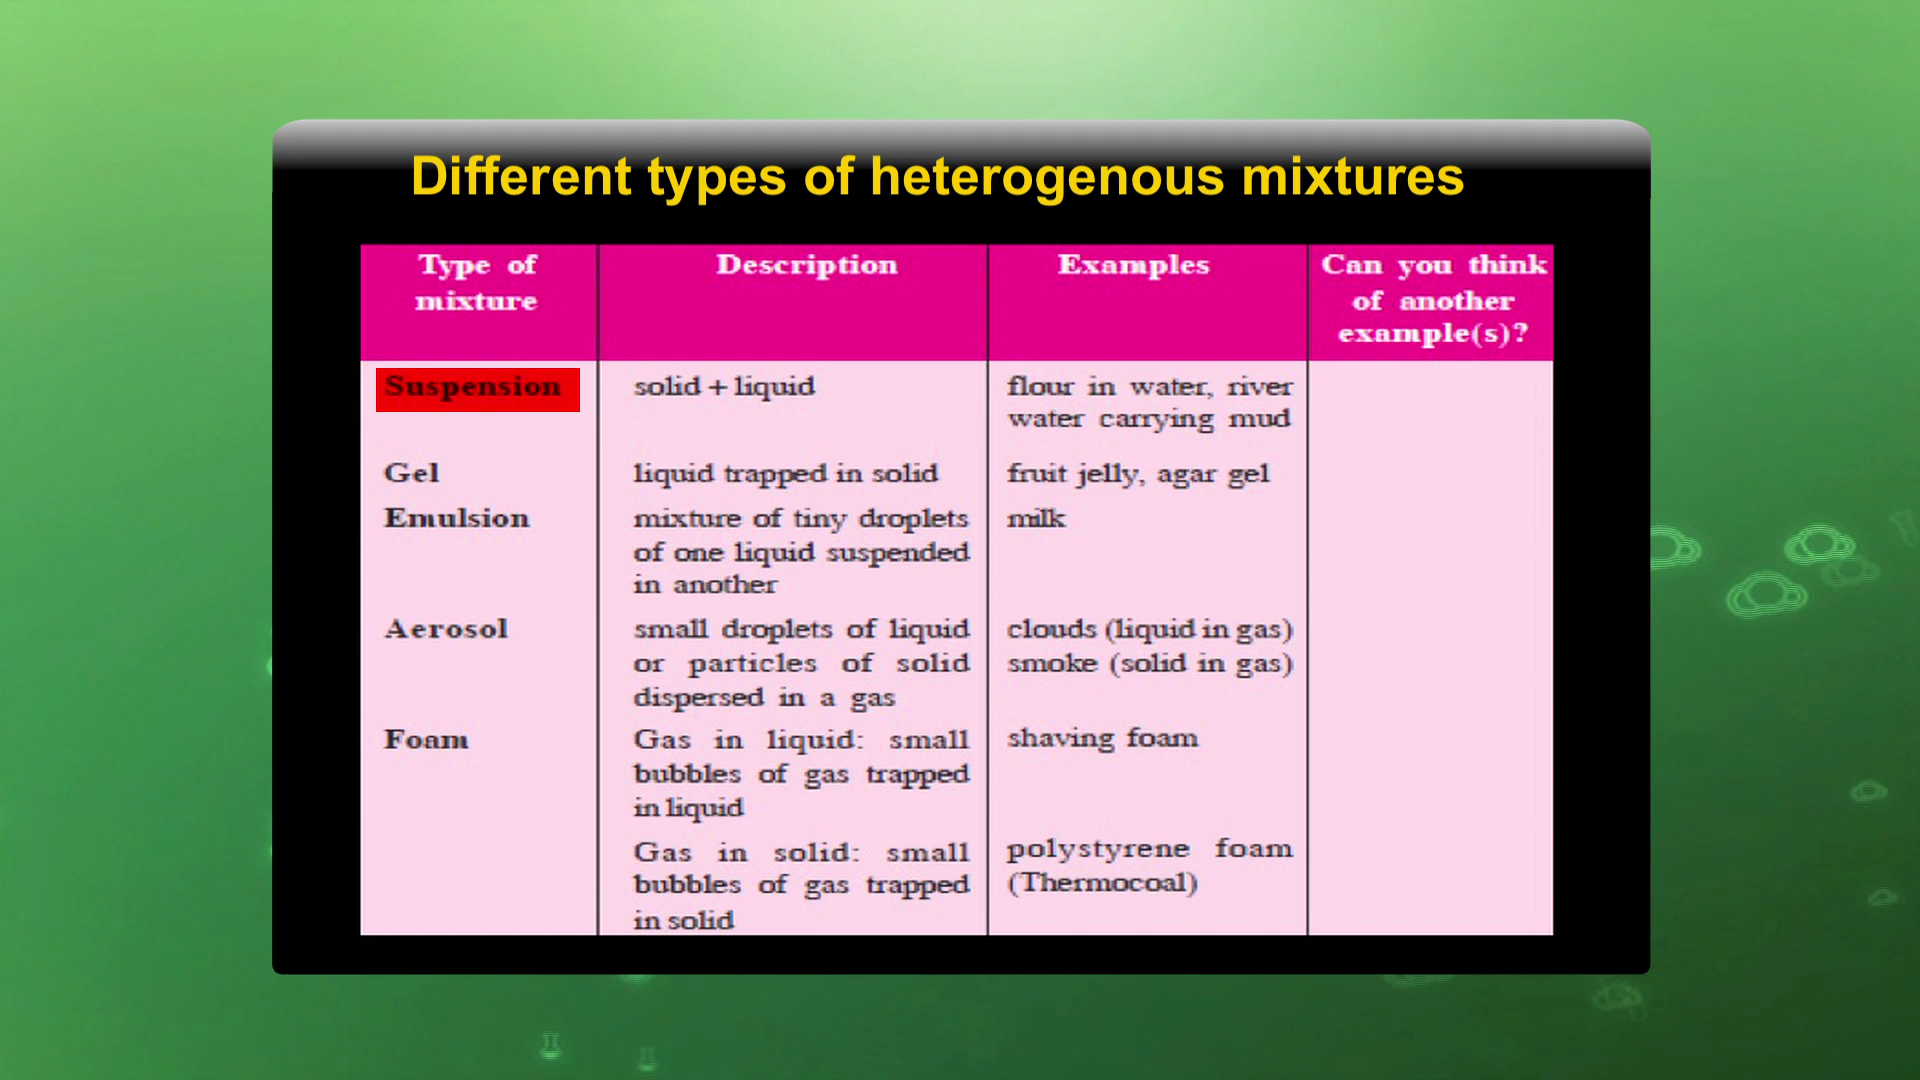 Different types of heterogenous mixtures
Type of mixture
Description
Examples
Can you think of another example(s)?
Suspension
solid + liquid
flour in water, river
water carrying mud
Gel
liquid trapped in solid
fruit jelly, agar gel
Emulsion
mixture of tiny droplets
of one liquid suspended
in another
milk
Aerosol
small droplets of liquid
or particles of solid
dispersed in a gas
clouds (liquid in gas)
smoke (solid in gas)
Foam
Gas in liquid: small
bubbles of gas trapped
in liquid
shaving foam
Gas in solid: small
bubbles of gas trapped
in solid
polystyrene foam
(Thermocoal)